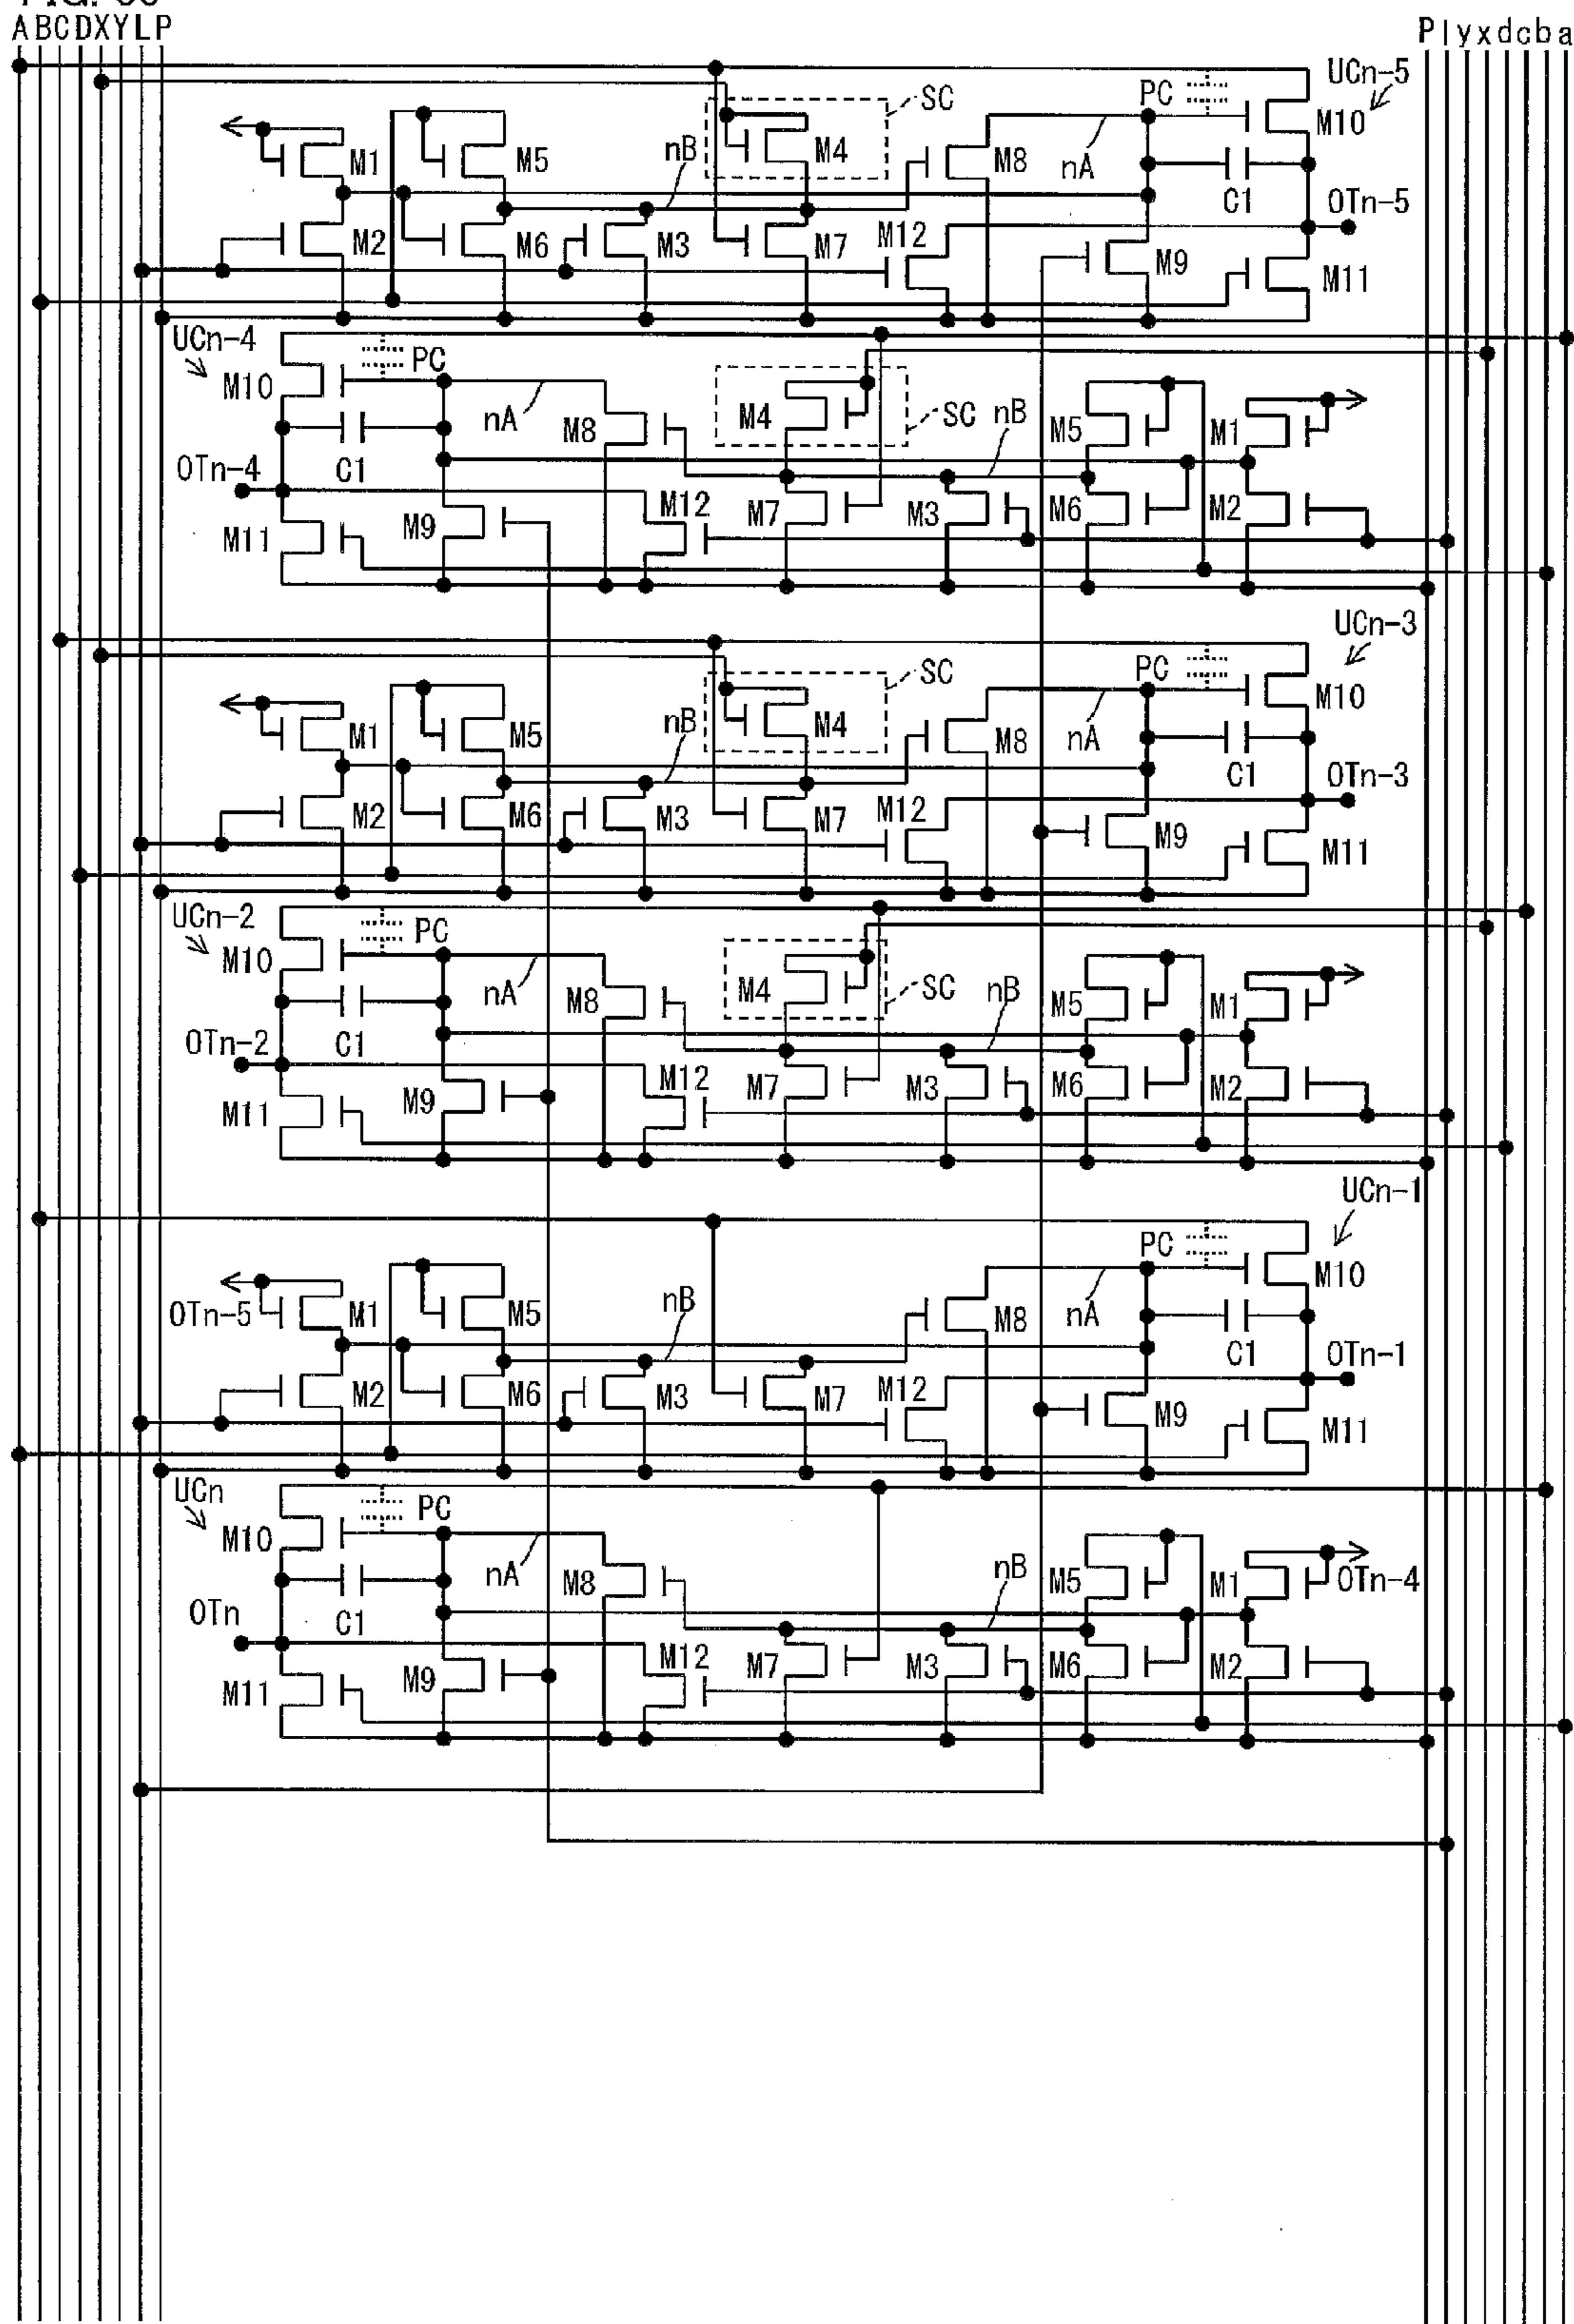 A B C D X Y L P
P l y x d c b a
UCn-5
PC
SC
M10
M1
M5
nB
M4
M8
nA
C1
OTn-5
M2
M6
M3
M7
M12
M9
M11
UCn-4
PC
M10
nA
M8
M4
SC
nB
M5
M1
C1
OTn-4
M11
M9
M12
M7
M3
M6
M2
UCn-3
PC
SC
M10
M1
M5
nB
M4
M8
nA
C1
OTn-3
M2
M6
M3
M7
M12
M9
M11
UCn-2
PC
M10
nA
M8
M4
SC
nB
M5
M1
C1
OTn-2
M11
M9
M12
M7
M3
M6
M2
UCn-1
PC
M10
OTn-5
M1
M5
nB
M8
nA
C1
OTn-1
M2
M6
M3
M7
M12
M9
M11
UCn
PC
M10
nA
M8
nB
M5
M1
OTn-4
C1
OTn
M11
M9
M12
M7
M3
M6
M2